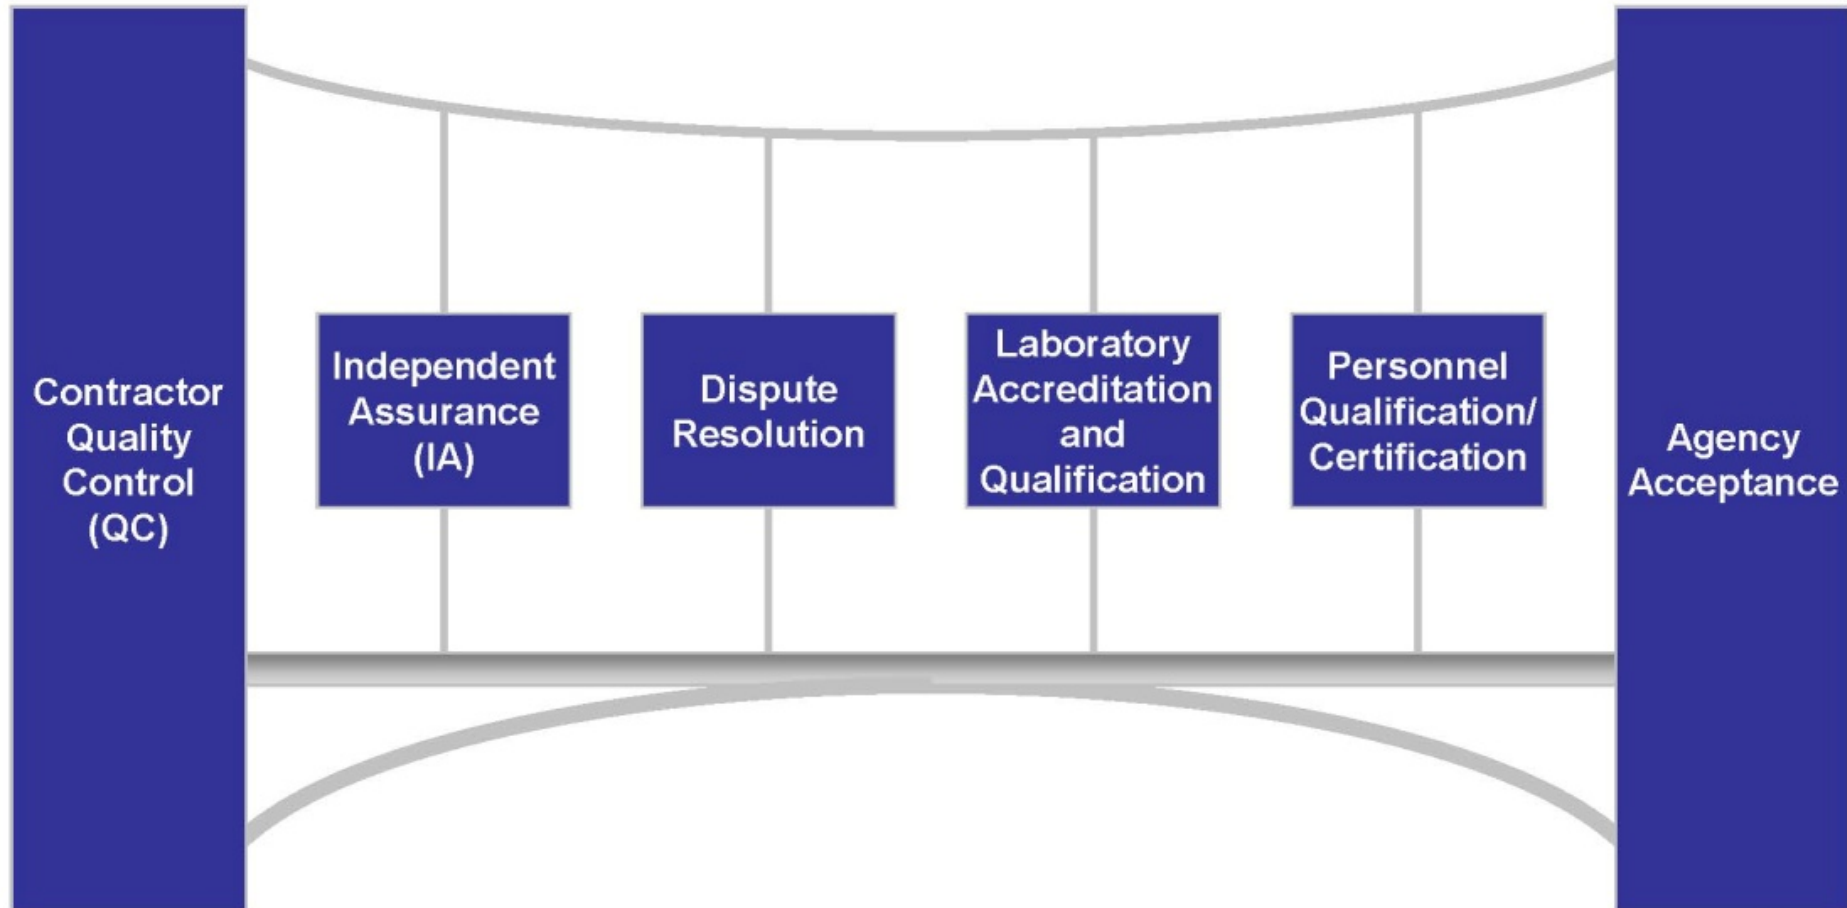 Contractor
Quality
Control
(QC)
Independent
Assurance
(IA)
Dispute
Resolution
Laboratory
Accreditation
and
Qualification
Personnel
Qualification/
Certification
Agency
Acceptance